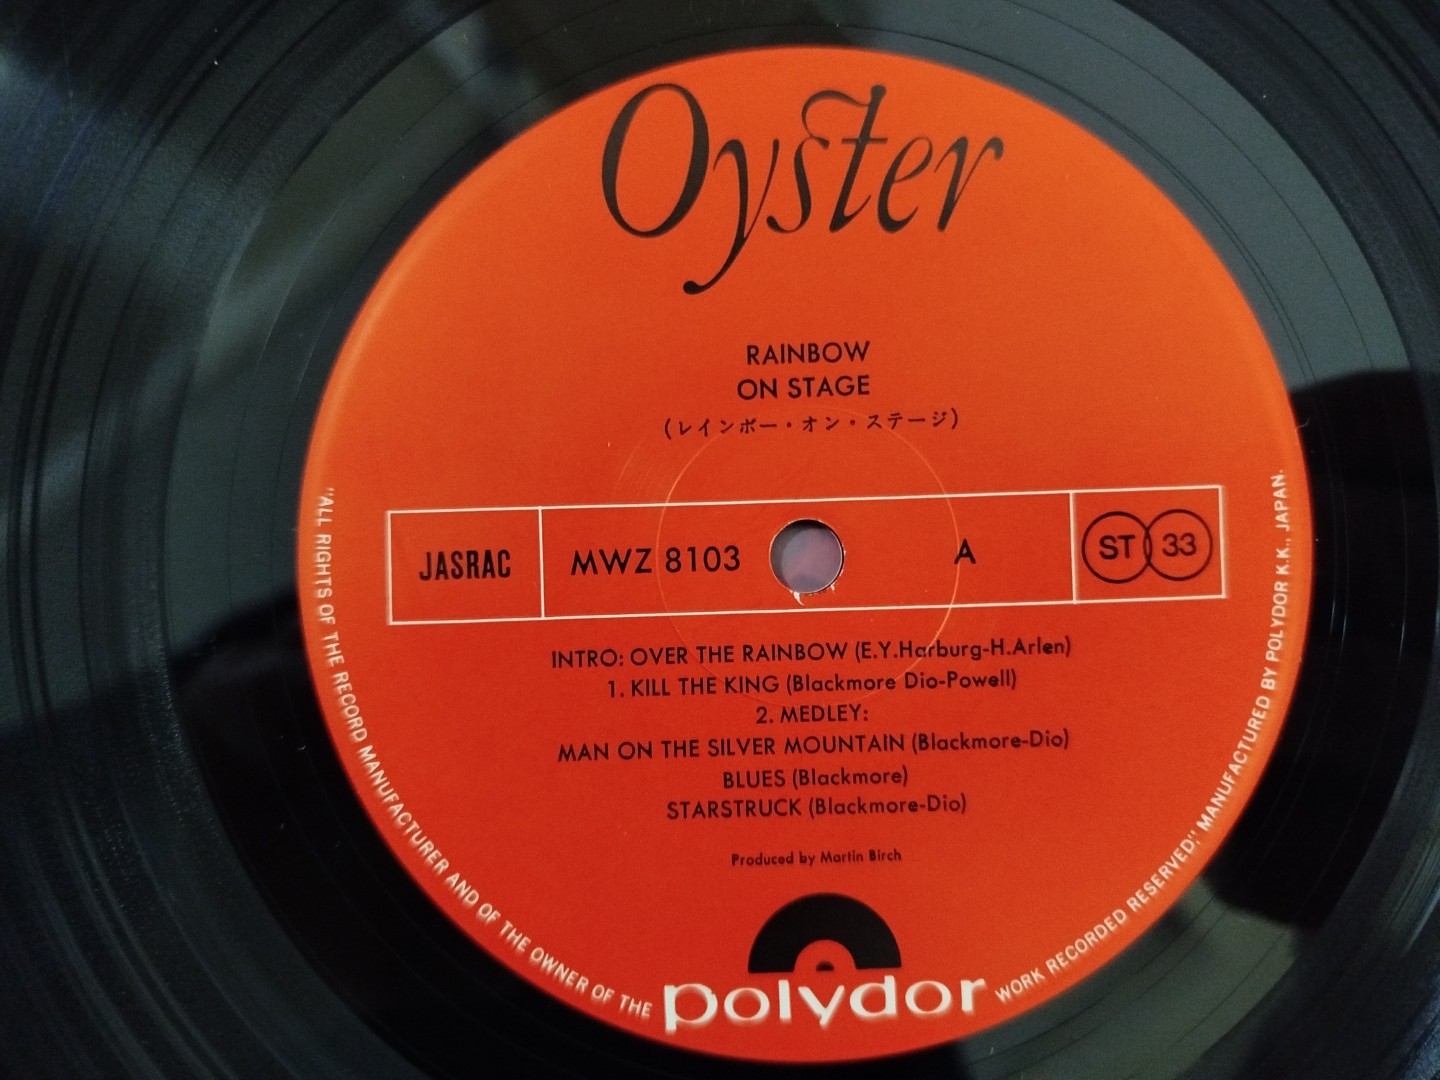 Oyster
RAINBOW
ON STAGE
(レインボー・オン・ステージ)
JASRAC
MWZ 8103
A
ST 33
INTRO: OVER THE RAINBOW (E.Y.Harburg-H.Arlen)
1. KILL THE KING (Blackmore Dio-Powell)
2. MEDLEY:
MAN ON THE SILVER MOUNTAIN (Blackmore-Dio)
BLUES (Blackmore)
STARSTRUCK (Blackmore-Dio)
Produced by Martin Birch
polydor
"ALL RIGHTS OF THE RECORD MANUFACTURER AND OF THE OWNER OF THE WORK RECORDED RESERVED;" MANUFACTURED BY POLYDOR K.K., JAPAN.